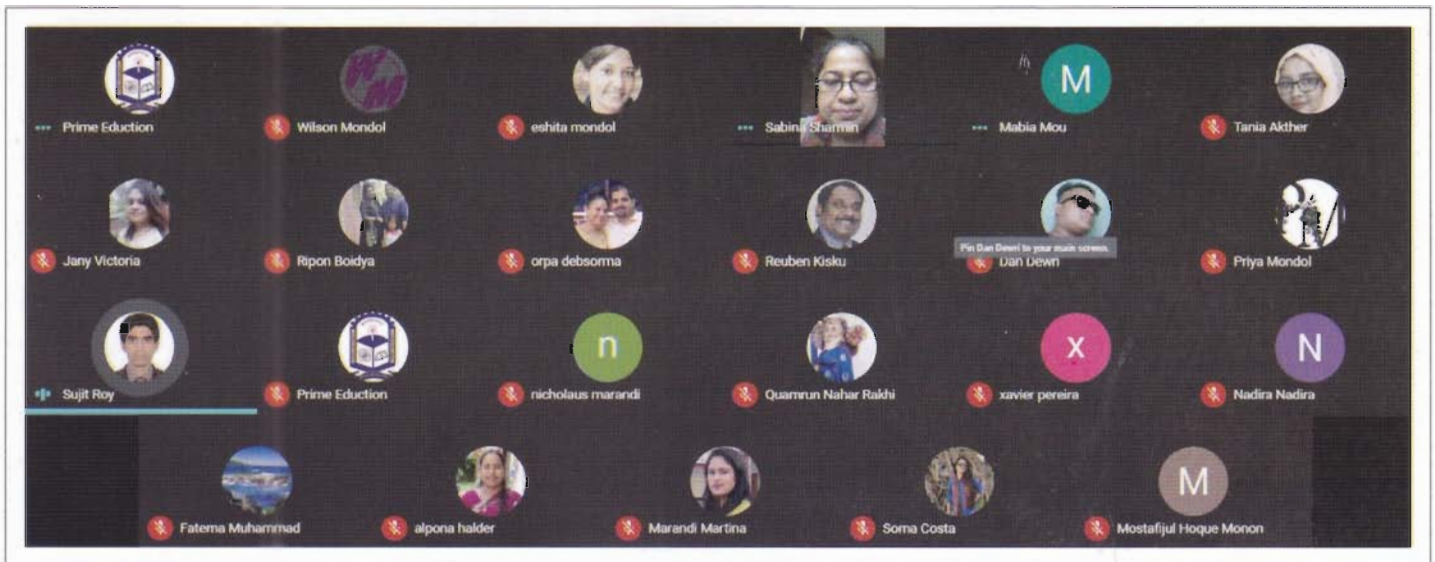 Prime Eduction
Wilson Mondol
eshita mondol
Sabina Sharmin
M
Mabia Mou
Tania Akther
Jany Victoria
Ripon Boidya
orpa debsorma
Reuben Kisku
Pin Dan Dewri to your main screen.
Dan Dewri
Priya Mondol
Sujit Roy
Prime Eduction
n
nicholaus marandi
Quamrun Nahar Rakhi
x
xavier pereira
N
Nadira Nadira
Fatema Muhammad
alpona halder
Marandi Martina
Soma Costa
M
Mostafijul Hoque Monon